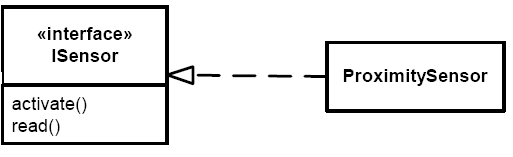 «interface»
ISensor
activate()
read()
ProximitySensor